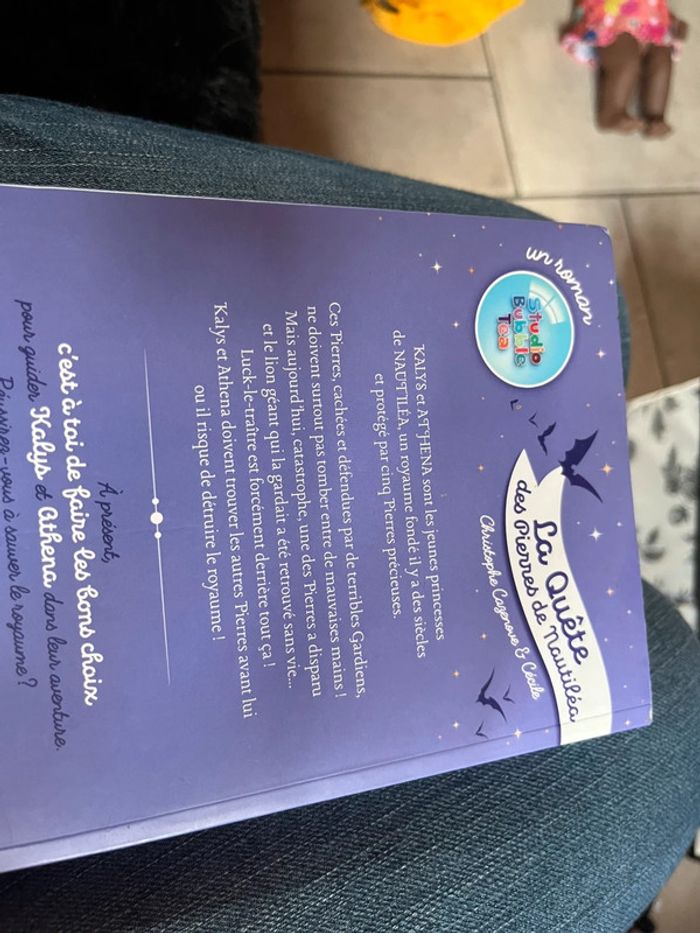 un roman
Studio
Bubble
Tea
La Quête
des Pierres de Nautiléa
Christophe Cazenove & Cécile
KALYS et ATHENA sont les jeunes princesses
de NAUTILÉA, un royaume fondé il y a des siècles
et protégé par cinq Pierres précieuses.
Ces Pierres, cachées et défendues par de terribles Gardiens,
ne doivent surtout pas tomber entre de mauvaises mains !
Mais aujourd'hui, catastrophe, une des Pierres a disparu
et le lion géant qui la gardait a été retrouvé sans vie...
Luck-le-traître est forcément derrière tout ça !
Kalys et Athena doivent trouver les autres Pierres avant lui
ou il risque de détruire le royaume !
À présent,
c'est à toi de faire les bons choix
pour guider Kalys et Athena dans leur aventure.
Réussirez-vous à sauver le royaume ?